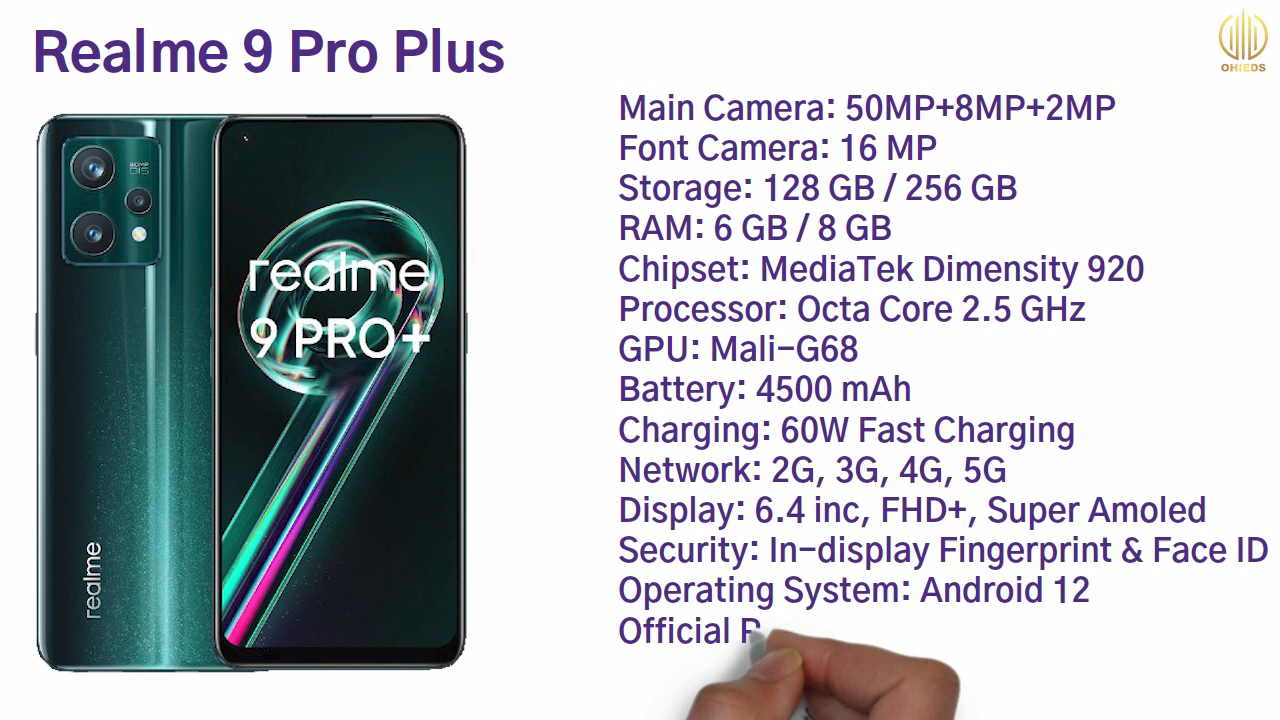 Realme 9 Pro Plus
OHIEDS
Main Camera: 50MP+8MP+2MP
Font Camera: 16 MP
Storage: 128 GB / 256 GB
RAM: 6 GB / 8 GB
Chipset: MediaTek Dimensity 920
Processor: Octa Core 2.5 GHz
GPU: Mali-G68
Battery: 4500 mAh
Charging: 60W Fast Charging
Network: 2G, 3G, 4G, 5G
Display: 6.4 inc, FHD+, Super Amoled
Security: In-display Fingerprint & Face ID
Operating System: Android 12
Official
50MP
OIS
realme
9 PRO+
realme